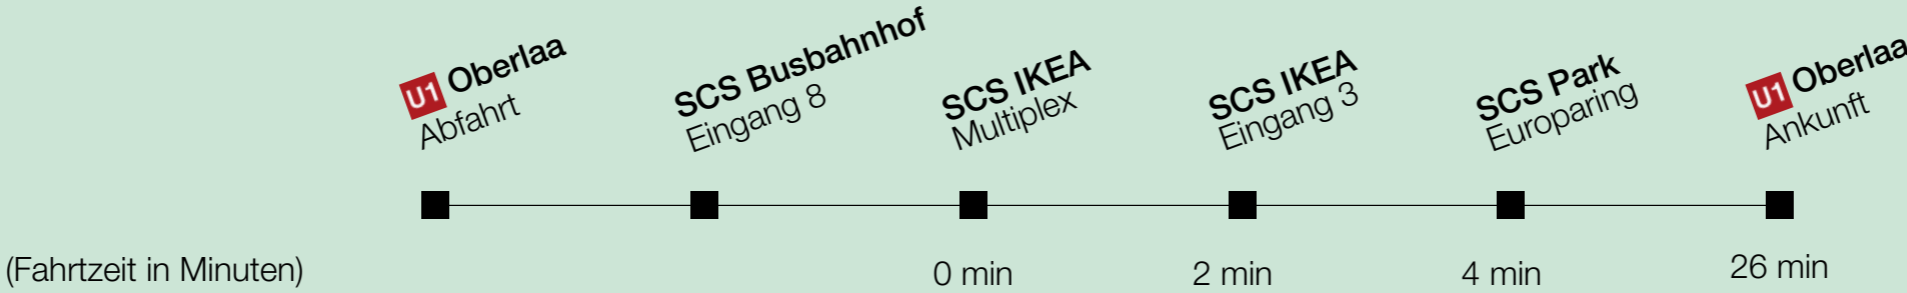 U1 Oberlaa
Abfahrt
SCS Busbahnhof
Eingang 8
SCS IKEA
Multiplex
SCS IKEA
Eingang 3
SCS Park
Europaring
U1 Oberlaa
Ankunft
(Fahrtzeit in Minuten)
0 min
2 min
4 min
26 min